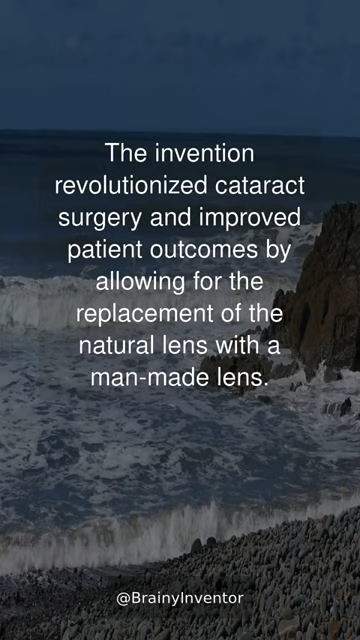 The invention
revolutionized cataract
surgery and improved
patient outcomes by
allowing for the
replacement of the
natural lens with a
man-made lens.
@BrainyInventor